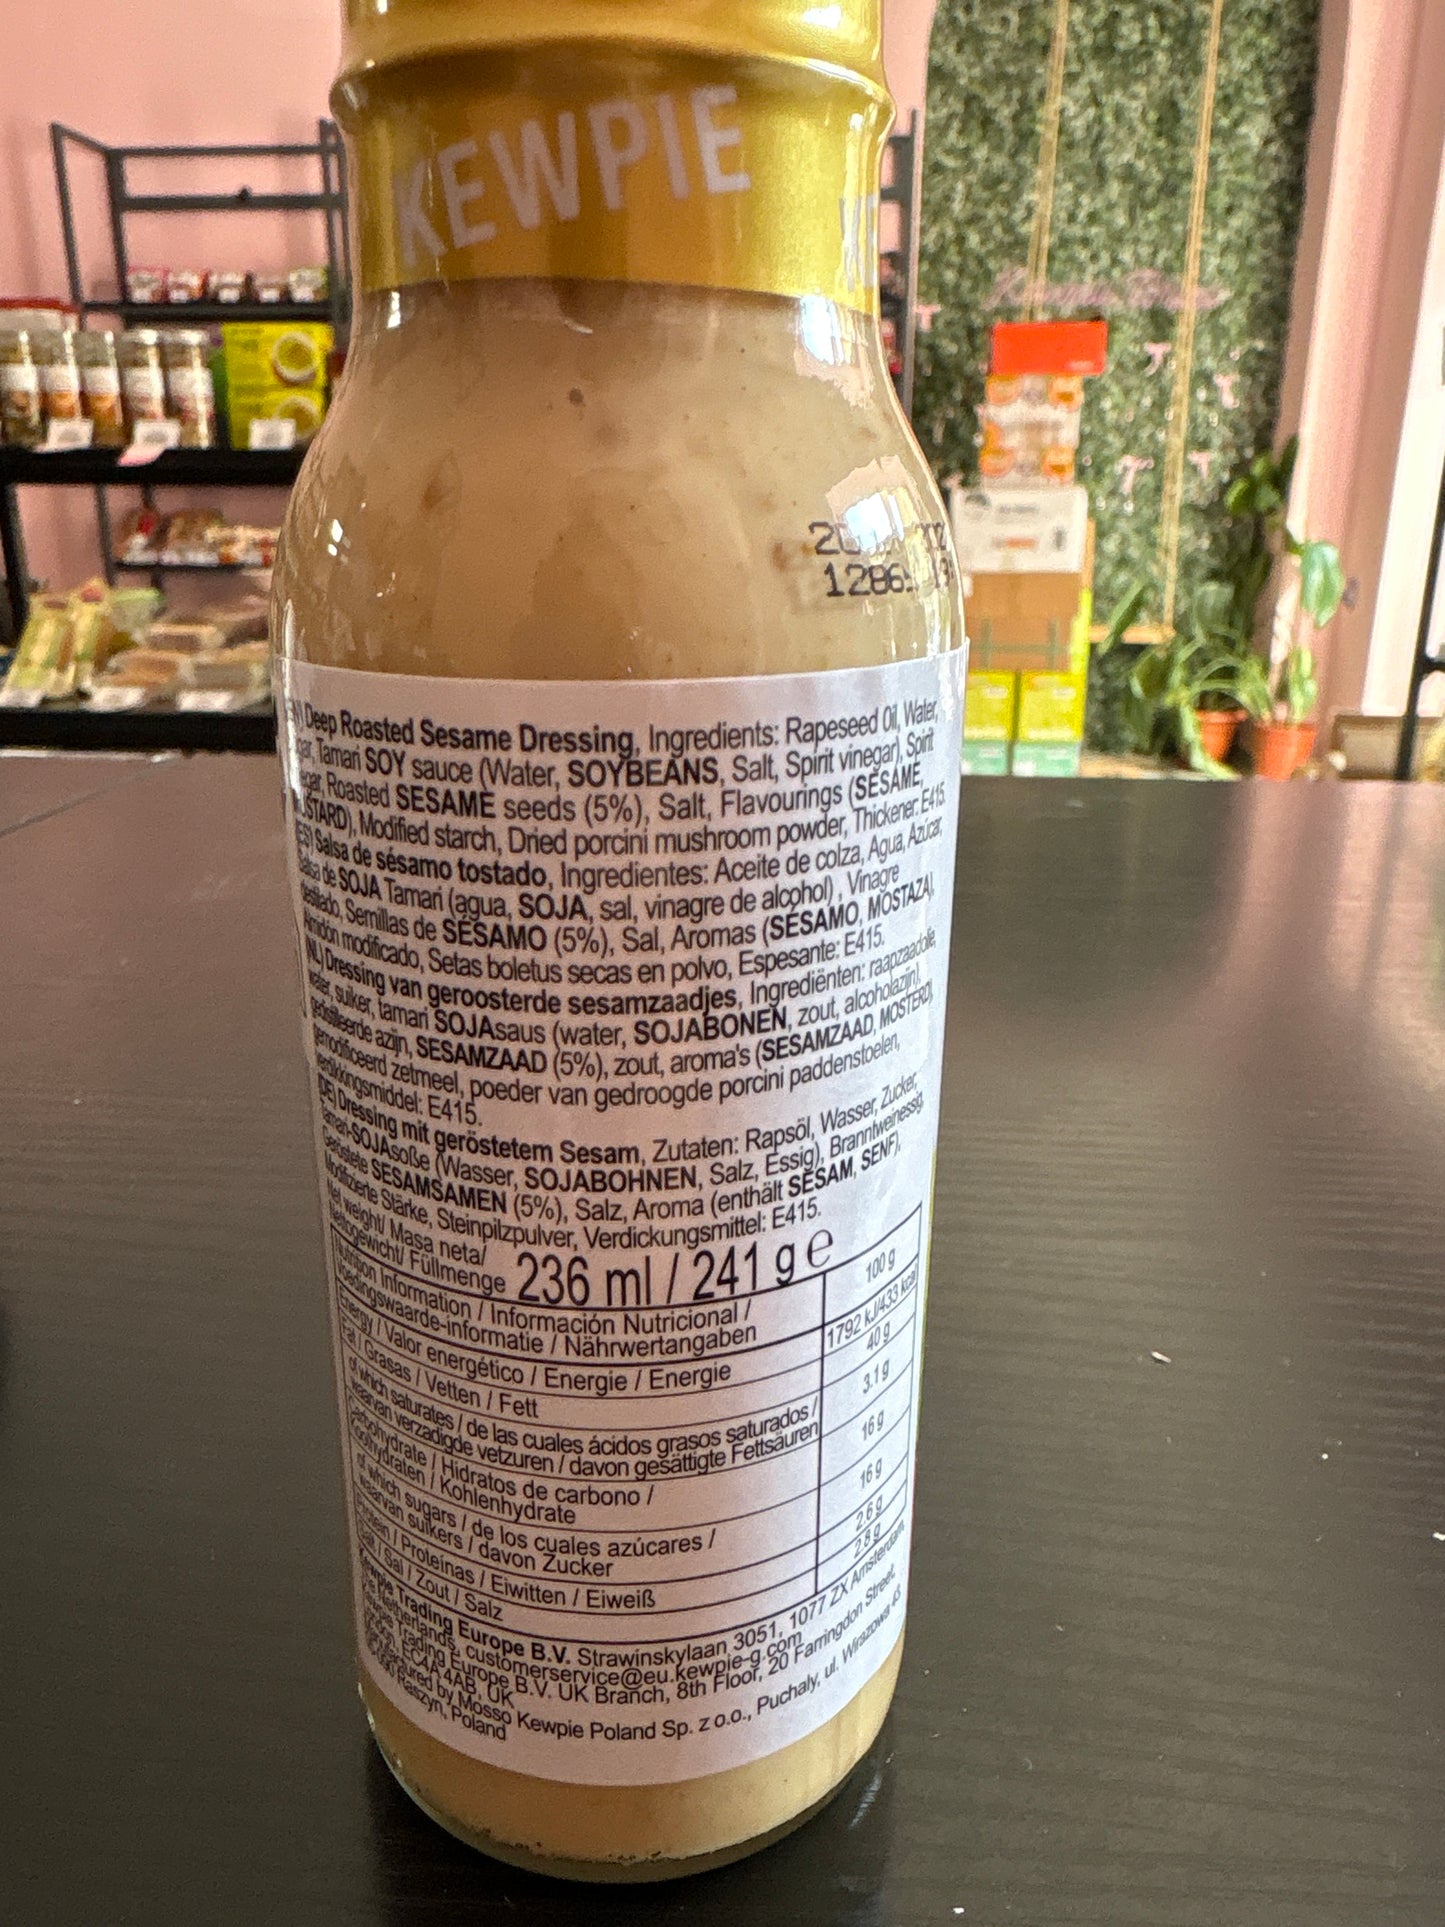 KEWPIE
Deep Roasted Sesame Dressing, Ingredients: Rapeseed Oil, Water,
Tamari SOY sauce (Water, SOYBEANS, Salt, Spirit vinegar), Spirit
Roasted SESAME seeds (5%), Salt, Flavourings (SESAME,
MUSTARD), Modified starch, Dried porcini mushroom powder, Thickener: E415.
(ES) Salsa de sésamo tostado, Ingredientes: Aceite de colza, Agua, Azúcar,
Salsa de SOJA Tamari (agua, SOJA, sal, vinagre de alcohol), Vinagre
destilado, Semillas de SÉSAMO (5%), Sal, Aromas (SÉSAMO, MOSTAZA),
Almidón modificado, Setas boletus secas en polvo, Espesante: E415.
(NL) Dressing van geroosterde sesamzaadjes, Ingrediënten: raapzaadolie,
water, suiker, tamari SOJAsaus (water, SOJABONEN, zout, alcoholazijn),
gedistilleerde azijn, SESAMZAAD (5%), zout, aroma's (SESAMZAAD, MOSTERD),
gemodificeerd zetmeel, poeder van gedroogde porcini paddenstoelen,
verdikkingsmiddel: E415.
(DE) Dressing mit geröstetem Sesam, Zutaten: Rapsöl, Wasser, Zucker,
Tamari-SOJAsoße (Wasser, SOJABOHNEN, Salz, Essig), Branntweinessig,
Geröstete SESAMSAMEN (5%), Salz, Aroma (enthält SESAM, SENF),
Modifizierte Stärke, Steinpilzpulver, Verdickungsmittel: E415.
Net weight/ Masa neta/
Nettogewicht/ Füllmenge 236 ml / 241 g e
Nutrition Information / Información Nutricional /
Voedingswaarde-informatie / Nährwertangaben 100 g
Energy / Valor energético / Energie / Energie 1792 kJ/433 kcal
Fat / Grasas / Vetten / Fett 40 g
of which saturates / de las cuales ácidos grasos saturados /
waarvan verzadigde vetzuren / davon gesättigte Fettsäuren 3.1 g
Carbohydrate / Hidratos de carbono /
Koolhydraten / Kohlenhydrate 16 g
of which sugars / de los cuales azúcares /
waarvan suikers / davon Zucker 16 g
Protein / Proteínas / Eiwitten / Eiweiß 2.6 g
Salt / Sal / Zout / Salz 2.8 g
Kewpie Trading Europe B.V. Strawinskylaan 3051, 1077 ZX Amsterdam,
The Netherlands, customerservice@eu.kewpie-g.com
Kewpie Trading Europe B.V. UK Branch, 8th Floor, 20 Farringdon Street,
London, EC4A 4AB, UK
Manufactured by Mosso Kewpie Poland Sp. z o.o., Puchaly, ul. Wirazowa
Raszyn, Poland